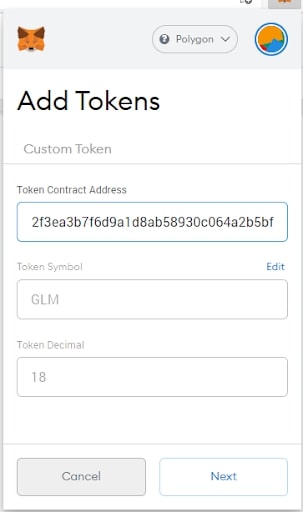 Polygon
Add Tokens
Custom Token
Token Contract Address
2f3ea3b7f6d9a1d8ab58930c064a2b5bf
Token Symbol
Edit
GLM
Token Decimal
18
Cancel
Next